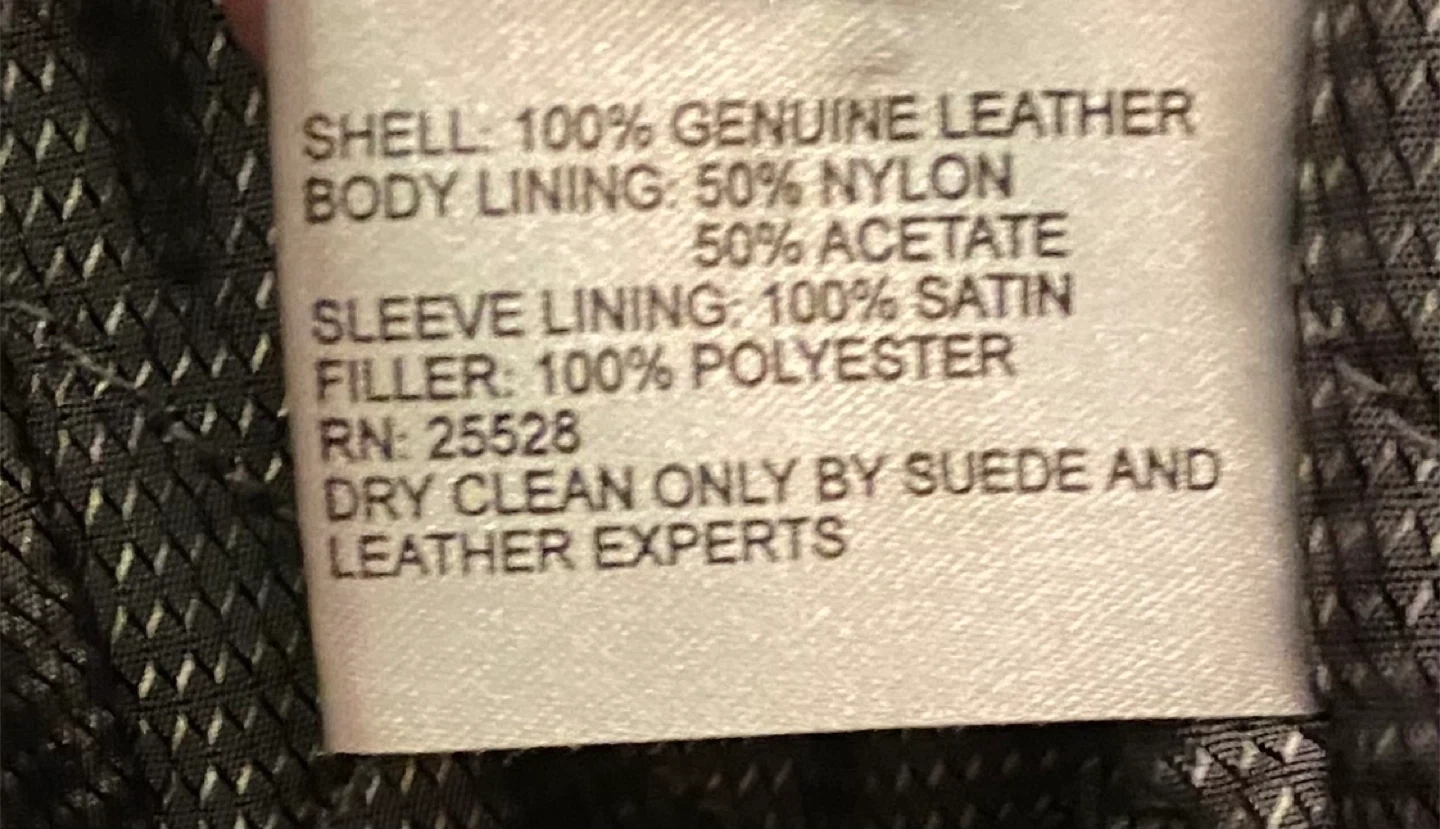 SHELL: 100% GENUINE LEATHER
BODY LINING: 50% NYLON
50% ACETATE
SLEEVE LINING: 100% SATIN
FILLER: 100% POLYESTER
RN: 25528
DRY CLEAN ONLY BY SUEDE AND
LEATHER EXPERTS